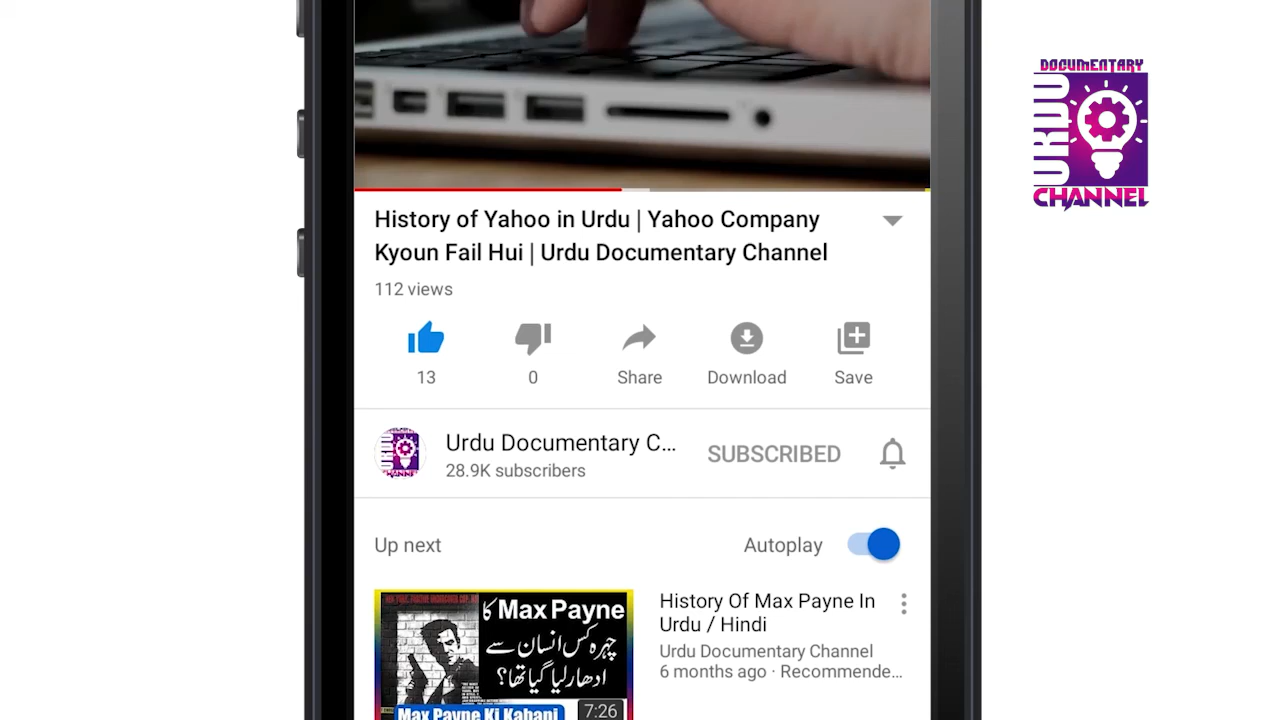 DOCUMENTARY
URDU
CHANNEL
History of Yahoo in Urdu | Yahoo Company
Kyoun Fail Hui | Urdu Documentary Channel
112 views
13
0
Share
Download
Save
Urdu Documentary C...
28.9K subscribers
SUBSCRIBED
Up next
Autoplay
Max Payne کا
چہرہ کس انسان سے
ادھار لیا گیا تھا؟
Max Payne Ki Kahani
7:26
History Of Max Payne In
Urdu / Hindi
Urdu Documentary Channel
6 months ago · Recommende...